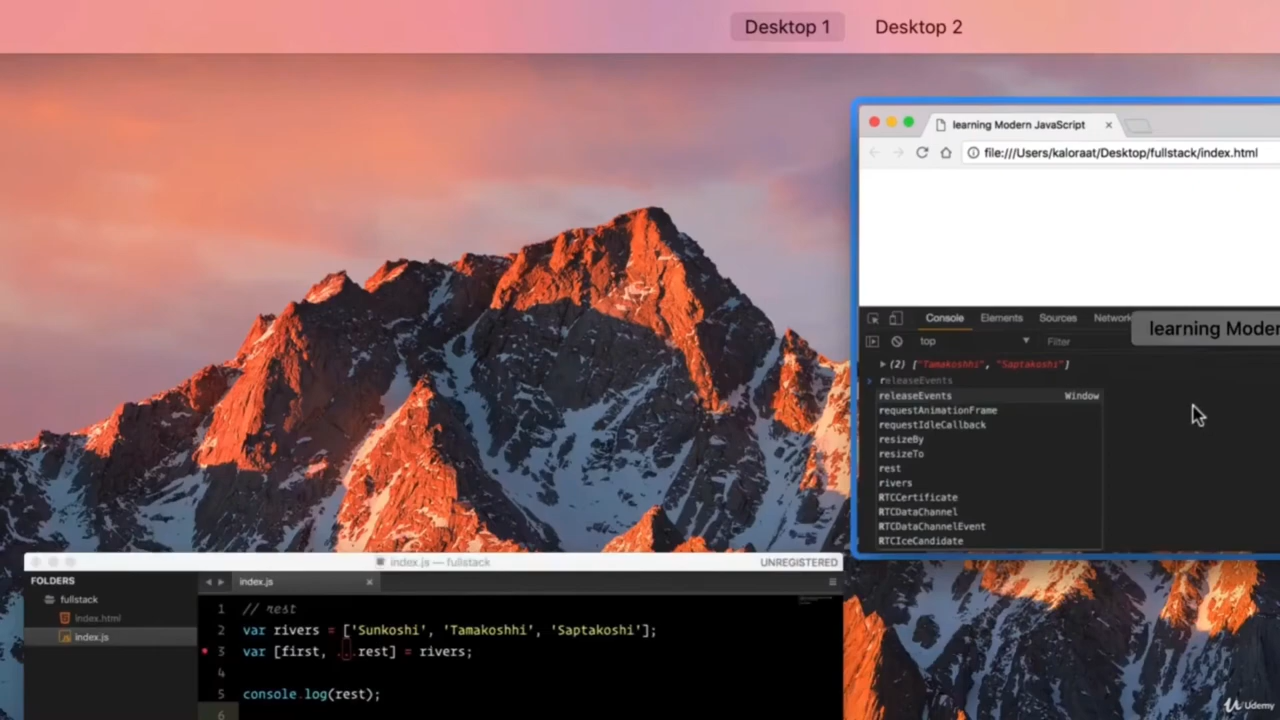 Desktop 1 Desktop 2
learning Modern JavaScript
file:///Users/kaloraat/Desktop/fullstack/index.html
Console Elements Sources Network
learning Moder
top Filter
(2) ["Tamakoshhi", "Saptakoshi"]
releaseEvents
releaseEvents Window
requestAnimationFrame
requestIdleCallback
resizeBy
resizeTo
rest
rivers
RTCCertificate
RTCDataChannel
RTCDataChannelEvent
RTCIceCandidate
index.js — fullstack UNREGISTERED
FOLDERS
fullstack
index.html
index.js
index.js
1 // rest
2 var rivers = ['Sunkoshi', 'Tamakoshhi', 'Saptakoshi'];
3 var [first, ...rest] = rivers;
4
5 console.log(rest);
6
Udemy